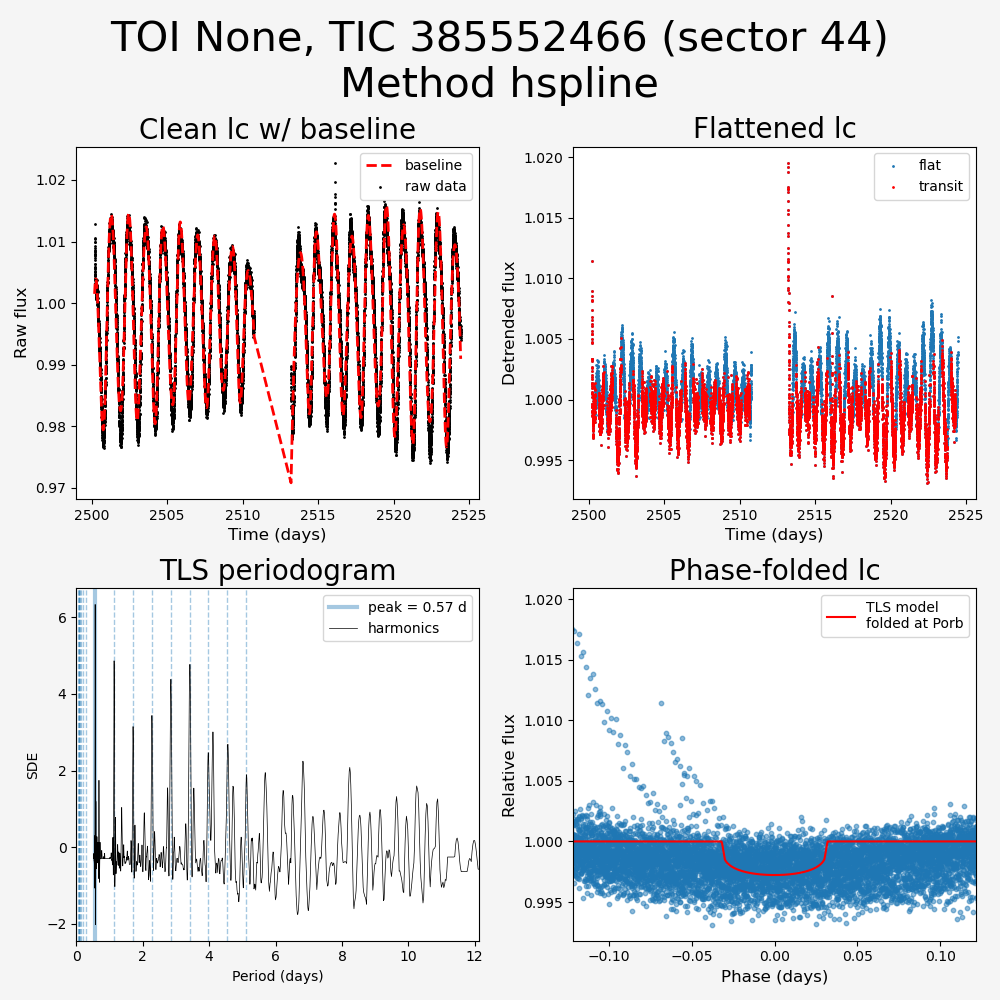 TOI None, TIC 385552466 (sector 44)
Method hspline
Clean lc w/ baseline
baseline
raw data
Raw flux
1.02
1.01
1.00
0.99
0.98
0.97
2500
2505
2510
2515
2520
2525
Time (days)
Flattened lc
flat
transit
Detrended flux
1.020
1.015
1.010
1.005
1.000
0.995
2500
2505
2510
2515
2520
2525
Time (days)
TLS periodogram
peak = 0.57 d
harmonics
SDE
6
4
2
0
−2
0
2
4
6
8
10
12
Period (days)
Phase-folded lc
TLS model
folded at Porb
Relative flux
1.020
1.015
1.010
1.005
1.000
0.995
−0.10
−0.05
0.00
0.05
0.10
Phase (days)